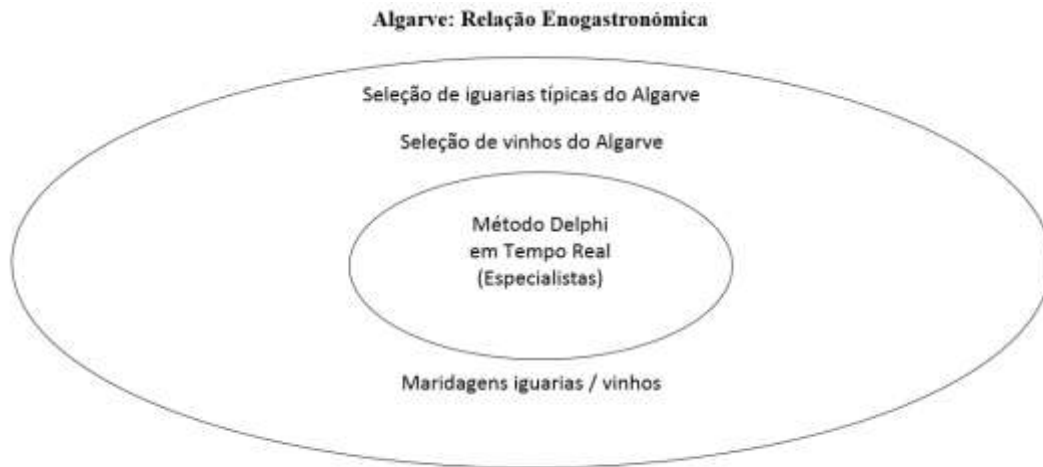 Algarve: Relação Enogastronómica
Seleção de iguarias típicas do Algarve
Seleção de vinhos do Algarve
Método Delphi
em Tempo Real
(Especialistas)
Maridagens iguarias / vinhos